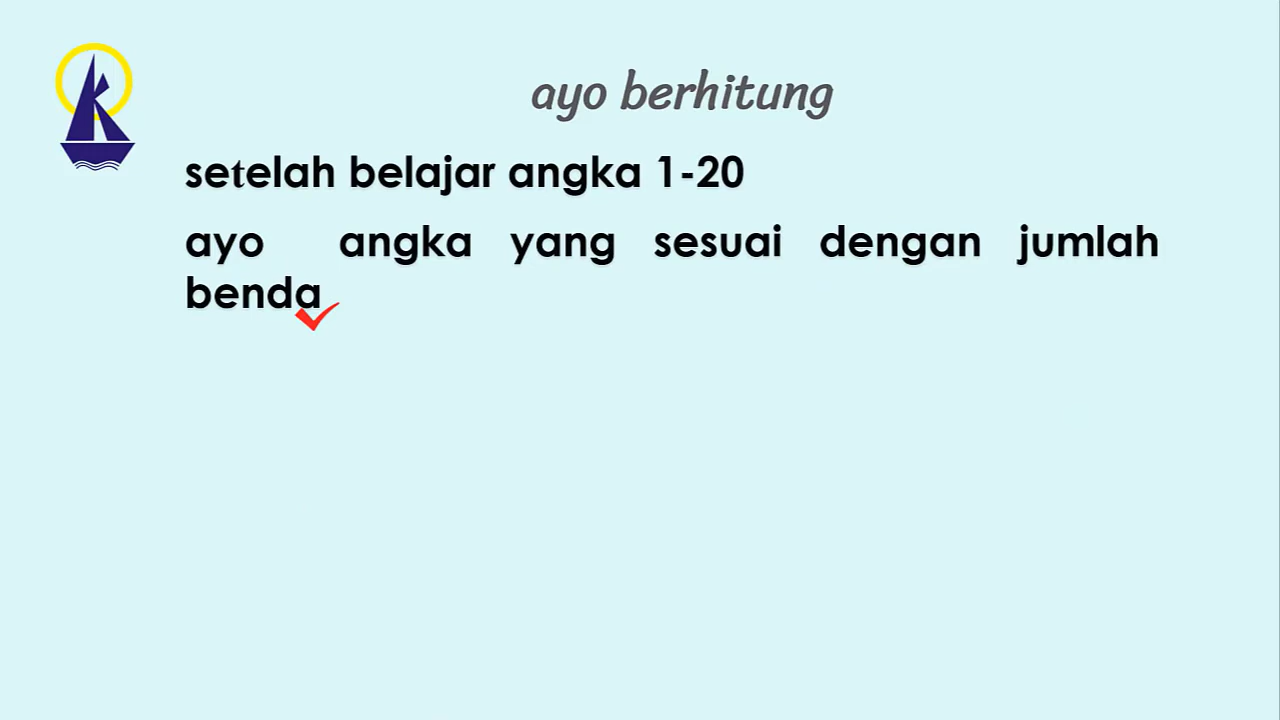 ayo berhitung
setelah belajar angka 1-20
ayo angka yang sesuai dengan jumlah
benda